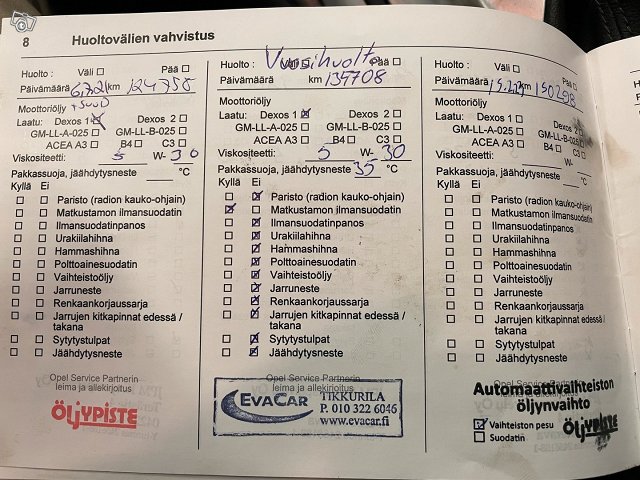 8 Huoltovälien vahvistus
Huolto : Väli Pää
Päivämäärä 6.7.21 km 124758
Moottoriöljy + suod
Laatu: Dexos 1 Dexos 2
GM-LL-A-025 GM-LL-B-025
ACEA A3 B4 C3
Viskositeetti: 5 W- 30
Pakkassuoja, jäähdytysneste °C
Kyllä Ei
Paristo (radion kauko-ohjain)
Matkustamon ilmansuodatin
Ilmansuodatinpanos
Urakiilahihna
Hammashihna
Polttoainesuodatin
Vaihteistoöljy
Jarruneste
Renkaankorjaussarja
Jarrujen kitkapinnat edessä /
takana
Sytytystulpat
Jäähdytysneste
Opel Service Partnerin
leima ja allekirjoitus
ÖLJYPISTE
Huolto : Vuosihuolto Pää
Päivämäärä km 134708
Moottoriöljy
Laatu: Dexos 1 Dexos 2
GM-LL-A-025 GM-LL-B-025
ACEA A3 B4 C3
Viskositeetti: 5 W- 30
Pakkassuoja, jäähdytysneste 35 °C
Kyllä Ei
Paristo (radion kauko-ohjain)
Matkustamon ilmansuodatin
Ilmansuodatinpanos
Urakiilahihna
Hammashihna
Polttoainesuodatin
Vaihteistoöljy
Jarruneste
Renkaankorjaussarja
Jarrujen kitkapinnat edessä /
takana
Sytytystulpat
Jäähdytysneste
Opel Service Partnerin
leima ja allekirjoitus
EVACAR
TIKKURILA
P. 010 322 6046
www.evacar.fi
Huolto : Väli Pää
Päivämäärä km 150298
Moottoriöljy
Laatu: Dexos 1 Dexos 2
GM-LL-A-025 GM-LL-B-025
ACEA A3 B4 C3
Viskositeetti: W-
Pakkassuoja, jäähdytysneste °C
Kyllä Ei
Paristo (radion kauko-ohjain)
Matkustamon ilmansuodatin
Ilmansuodatinpanos
Urakiilahihna
Hammashihna
Polttoainesuodatin
Vaihteistoöljy
Jarruneste
Renkaankorjaussarja
Jarrujen kitkapinnat edessä /
takana
Sytytystulpat
Jäähdytysneste
Opel Service Partnerin
leima ja allekirjoitus
Automaattivaihteiston
öljynvaihto
Vaihteiston pesu
Suodatin
ÖLJYPISTE